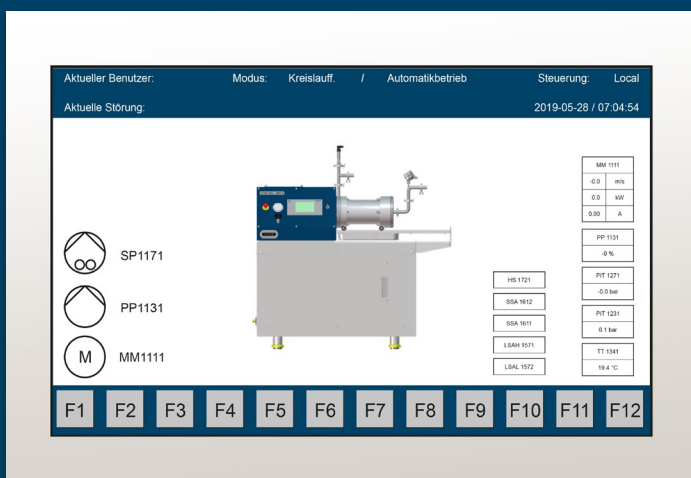 Aktueller Benutzer: Modus: Kreislauff. / Automatikbetrieb Steuerung: Local
Aktuelle Störung: 2019-05-28 / 07:04:54
MM 1111
-0.0 m/s
0.0 kW
0.00 A
PP 1131
-0 %
SP1171
PIT 1271
-0.0 bar
HS 1721
SSA 1612
PP1131
PIT 1231
0.1 bar
SSA 1611
LSAH 1571
MM1111
M
TT 1341
19.4 °C
LSAL 1572
F1 F2 F3 F4 F5 F6 F7 F8 F9 F10 F11 F12